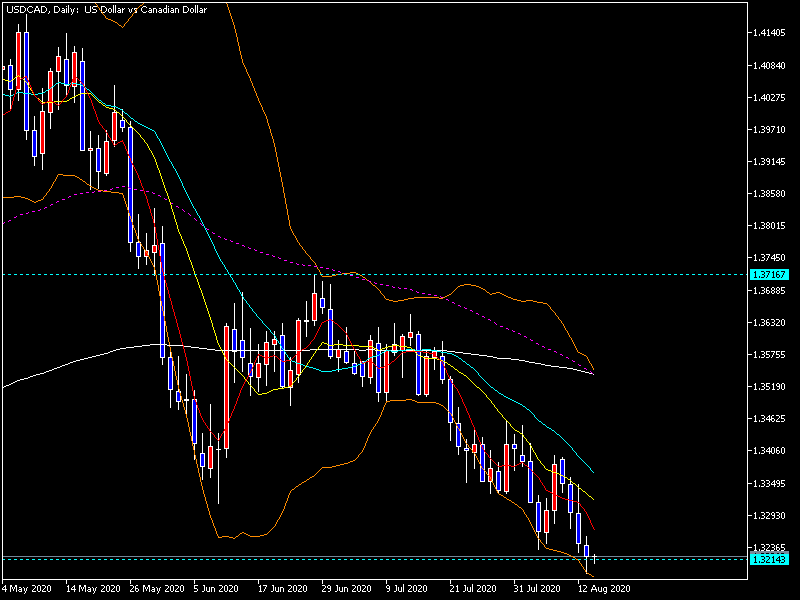 USDCAD, Daily: US Dollar vs Canadian Dollar
1.41405
1.40840
1.40275
1.39710
1.39145
1.38580
1.38015
1.37450
1.37167
1.36885
1.36320
1.35755
1.35190
1.34625
1.34060
1.33495
1.32930
1.32365
1.32143
4 May 2020
14 May 2020
26 May 2020
5 Jun 2020
17 Jun 2020
29 Jun 2020
9 Jul 2020
21 Jul 2020
31 Jul 2020
12 Aug 2020